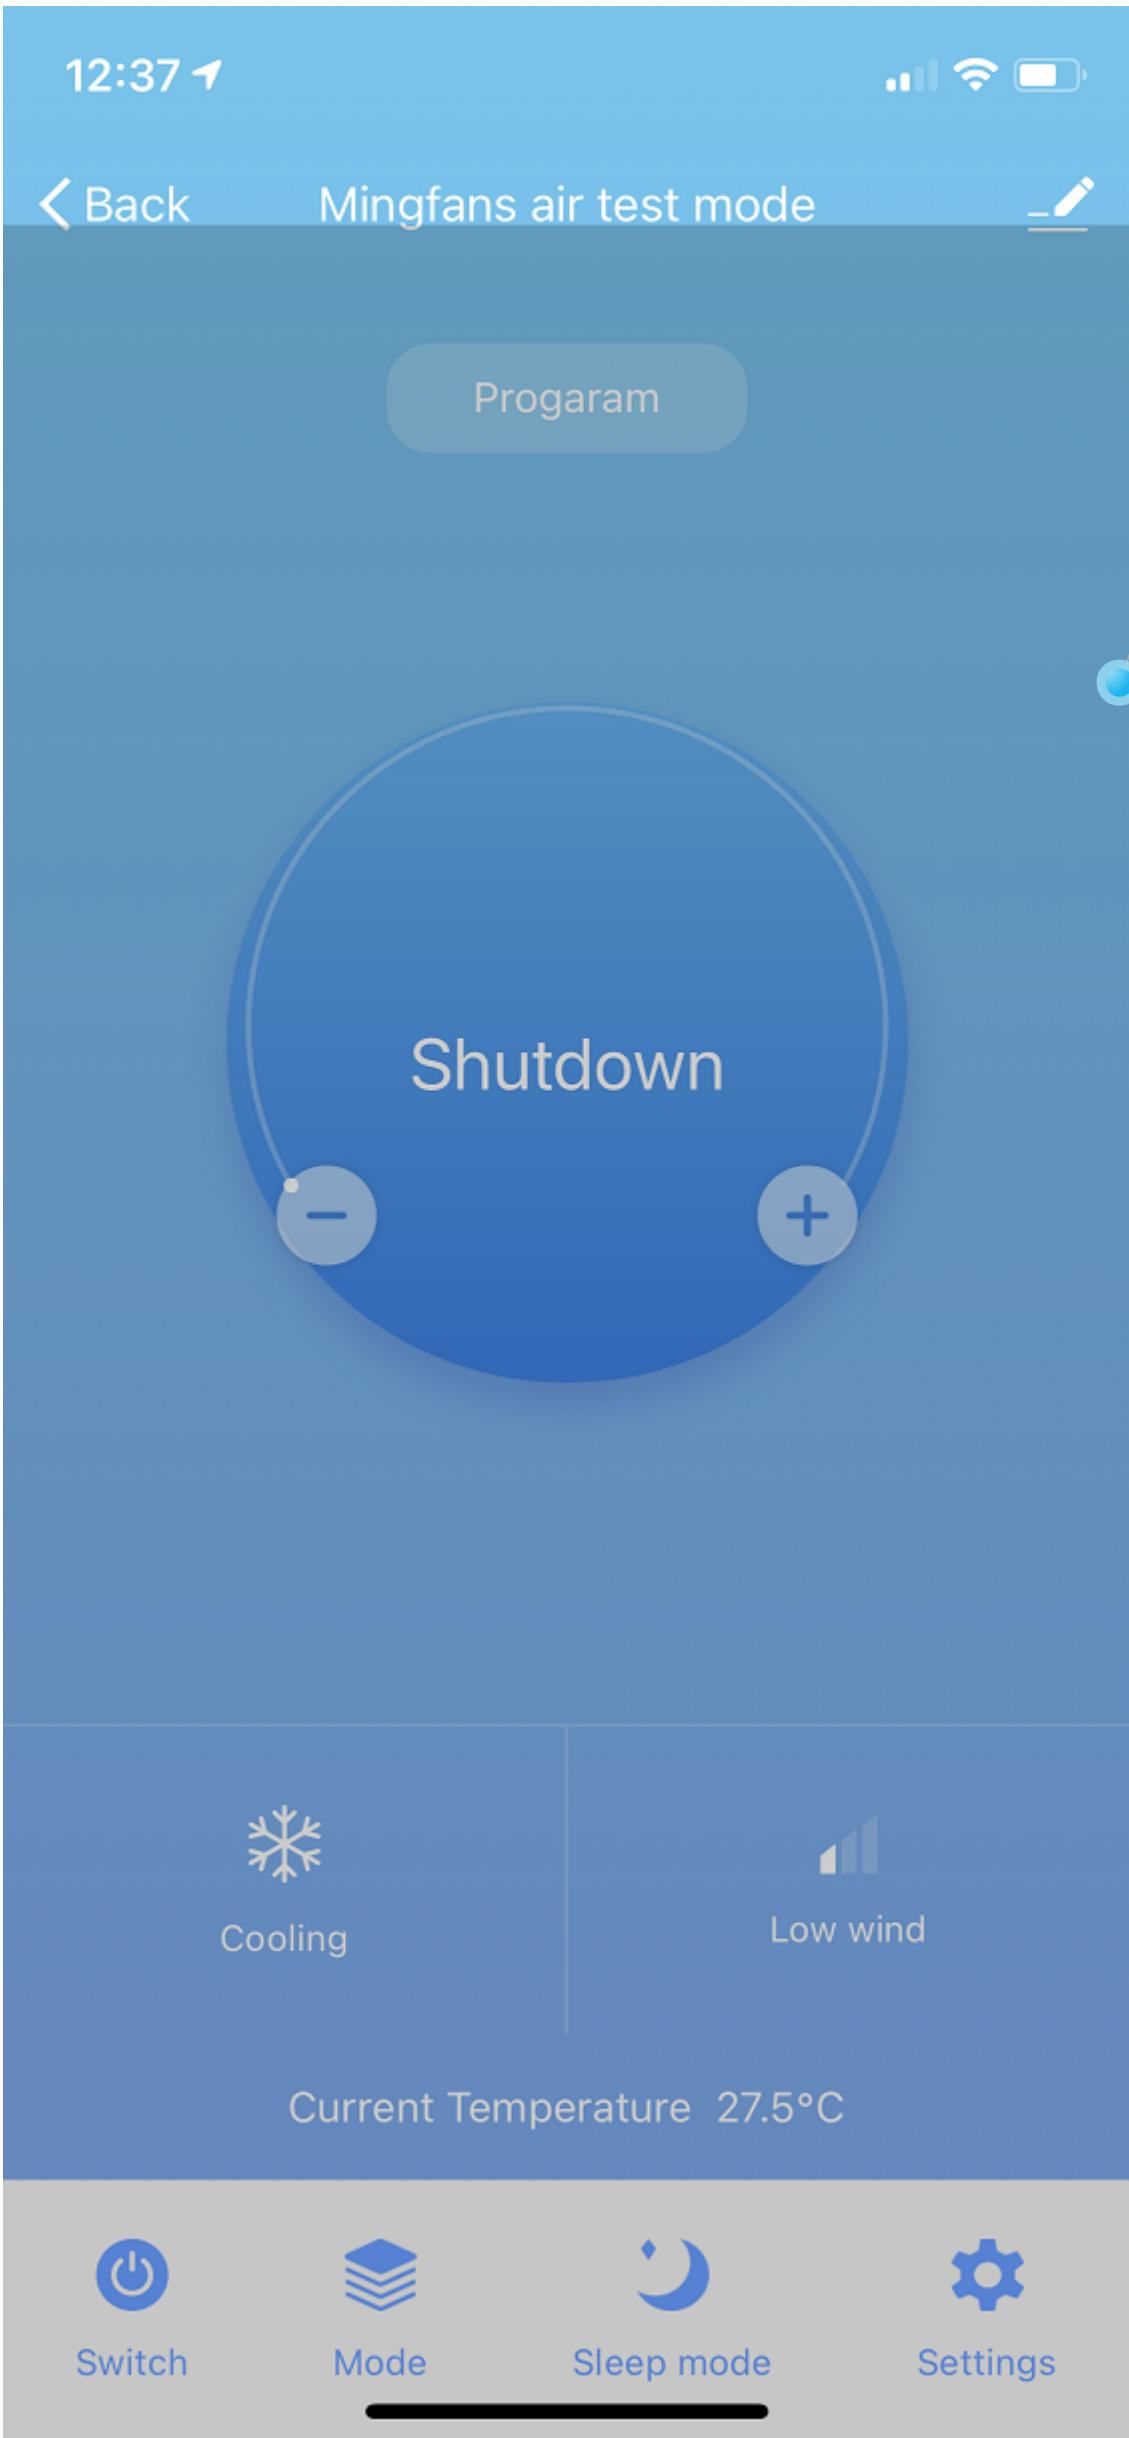 12:37
Back Mingfans air test mode
Progaram
Shutdown
Cooling
Low wind
Current Temperature 27.5°C
Switch Mode Sleep mode Settings